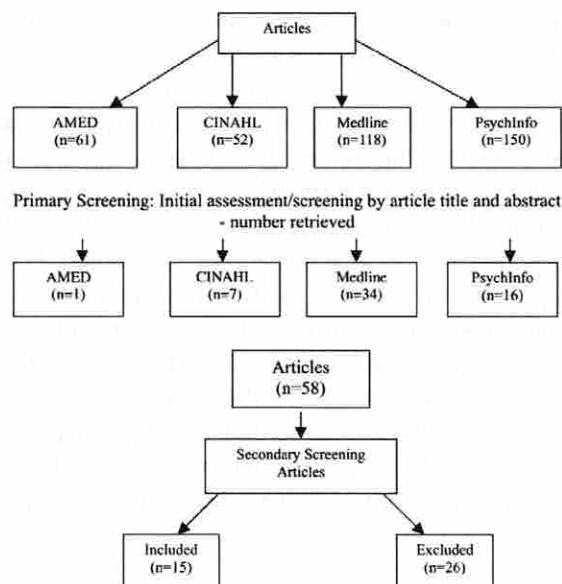 Articles
AMED
(n=61)
CINAHL
(n=52)
Medline
(n=118)
PsychInfo
(n=150)
Primary Screening: Initial assessment/screening by article title and abstract
- number retrieved
AMED
(n=1)
CINAHL
(n=7)
Medline
(n=34)
PsychInfo
(n=16)
Articles
(n=58)
Secondary Screening
Articles
Included
(n=15)
Excluded
(n=26)